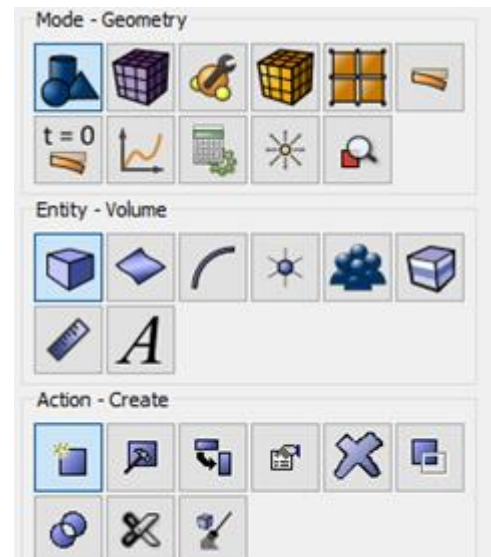 Mode - Geometry
t = 0
Entity - Volume
A
Action - Create